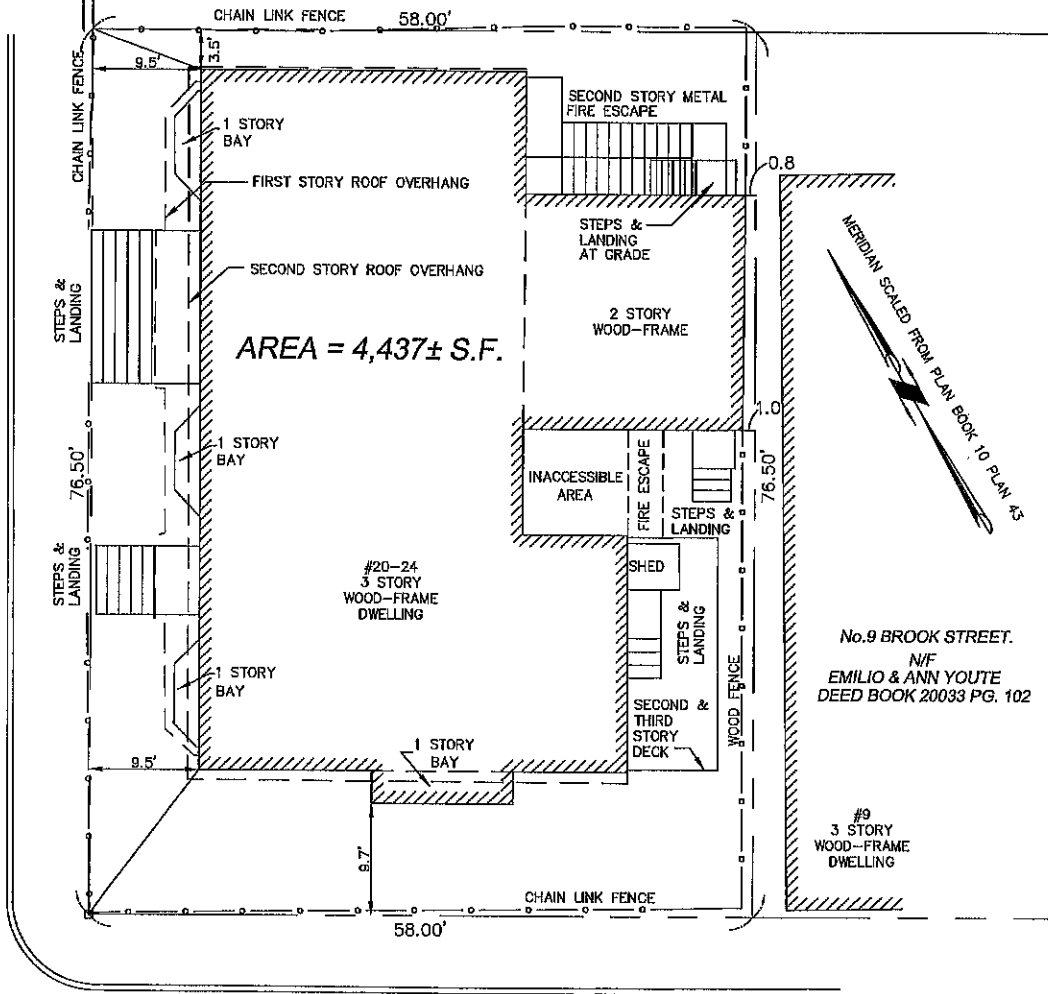 CHAIN LINK FENCE
58.00'
CHAIN LINK FENCE
9.5'
3.5'
1 STORY
BAY
SECOND STORY METAL
FIRE ESCAPE
FIRST STORY ROOF OVERHANG
0.8
STEPS &
LANDING
AT GRADE
STEPS &
LANDING
SECOND STORY ROOF OVERHANG
2 STORY
WOOD-FRAME
AREA = 4,437± S.F.
MERIDIAN SCALED FROM PLAN BOOK 10 PLAN 43
1.0
76.50'
1 STORY
BAY
INACCESSIBLE
AREA
FIRE ESCAPE
STEPS &
LANDING
76.50'
STEPS &
LANDING
#20-24
3 STORY
WOOD-FRAME
DWELLING
SHED
STEPS &
LANDING
No.9 BROOK STREET.
N/F
EMILIO & ANN YOUTE
DEED BOOK 20033 PG. 102
1 STORY
BAY
SECOND &
THIRD
STORY
DECK
WOOD FENCE
1 STORY
BAY
9.5'
9.7'
#9
3 STORY
WOOD-FRAME
DWELLING
CHAIN LINK FENCE
58.00'